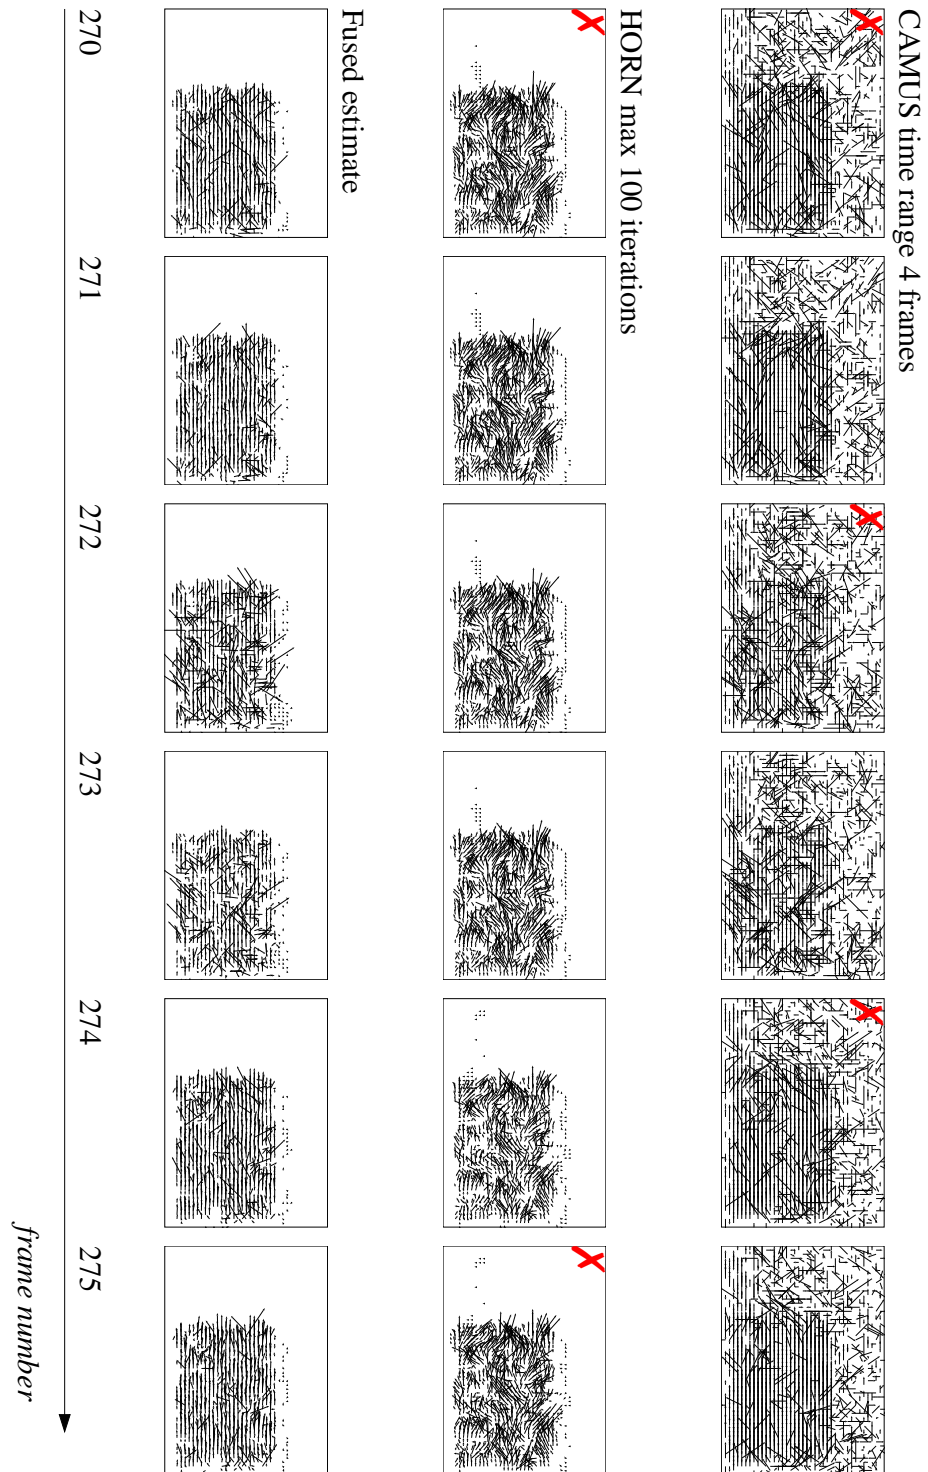 CAMUS time range 4 frames
HORN max 100 iterations
Fused estimate
270 271 272 273 274 275
frame number